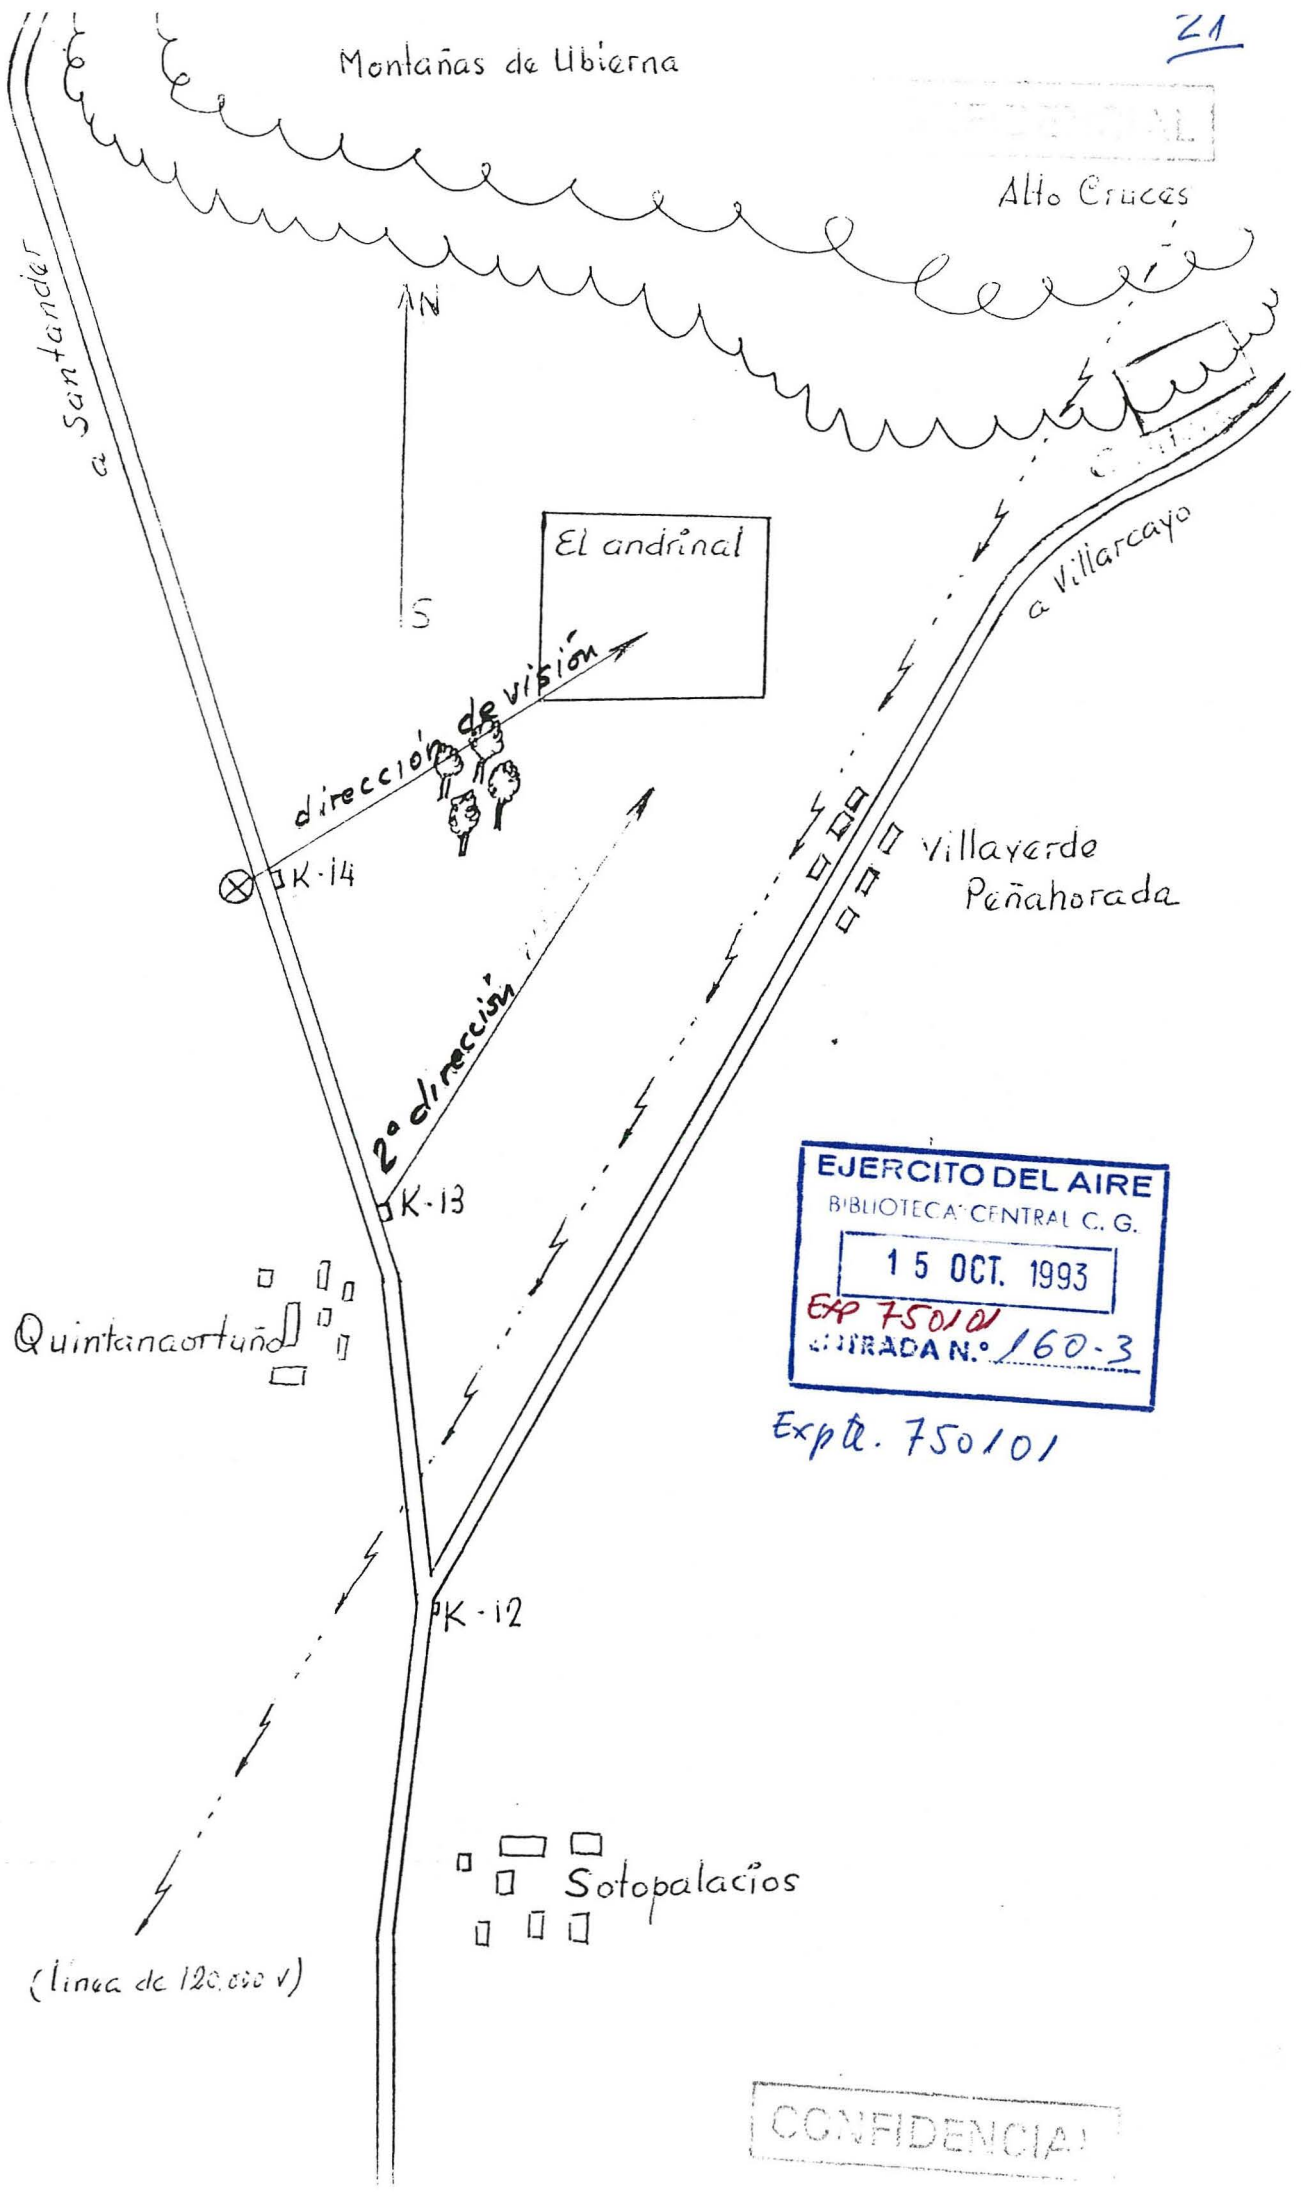 21
Montañas de Ubierna
Alto Cruces
a Santander
N
S
El andrinal
a Villarcayo
dirección de visión
K-14
Villaverde
Peñahorada
2ª dirección
K-13
EJERCITO DEL AIRE
BIBLIOTECA CENTRAL C. G.
15 OCT. 1993
EXP 750101
ENTRADA N.º 160-3
Expte. 750101
Quintanaortuño
K-12
Sotopalacios
(línea de 120.000 V)
CONFIDENCIAL